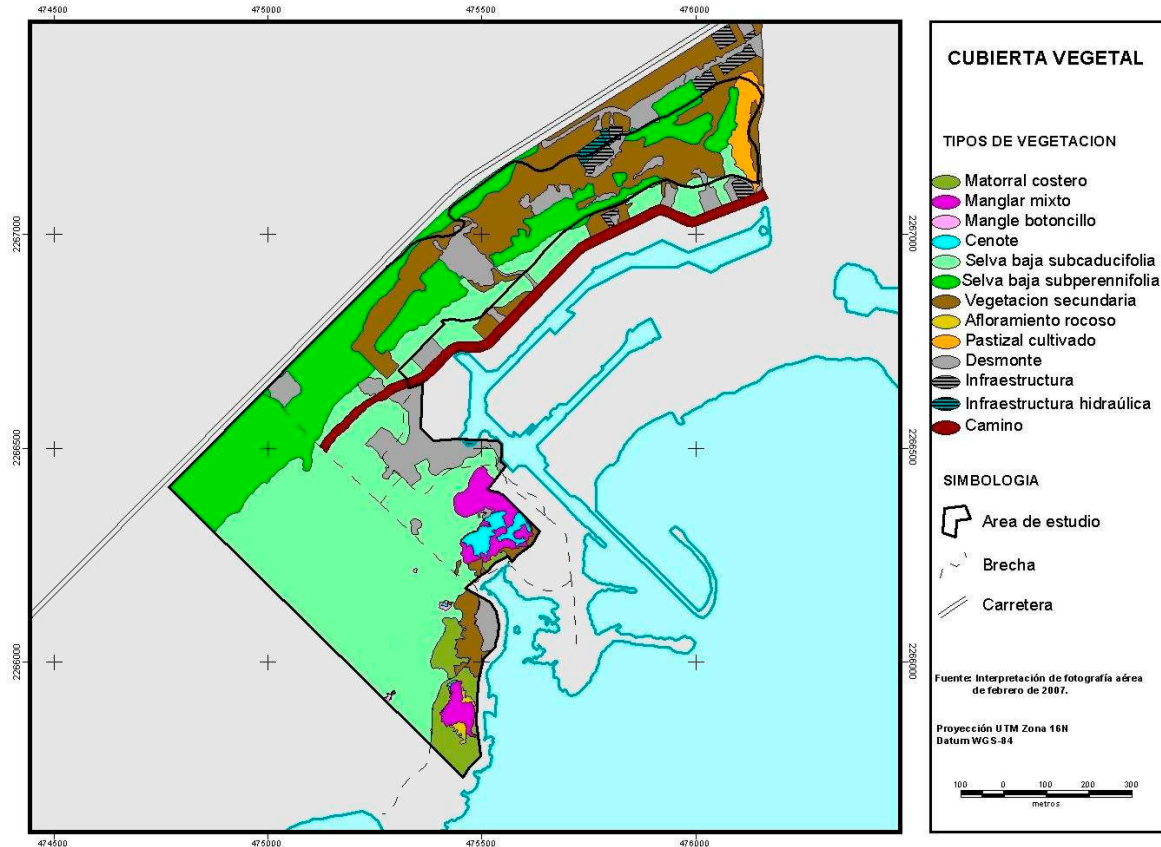 474500 475000 475500 476000
2267000 2267000
2266500 2266500
2266000 2266000
474500 475000 475500 476000
CUBIERTA VEGETAL
TIPOS DE VEGETACION
Matorral costero
Manglar mixto
Mangle botoncillo
Cenote
Selva baja subcaducifolia
Selva baja subperennifolia
Vegetacion secundaria
Afloramiento rocoso
Pastizal cultivado
Desmonte
Infraestructura
Infraestructura hidraúlica
Camino
SIMBOLOGIA
Area de estudio
Brecha
Carretera
Fuente: Interpretación de fotografía aérea
de febrero de 2007.
Proyección UTM Zona 16N
Datum WGS-84
100 0 100 200 300
metros